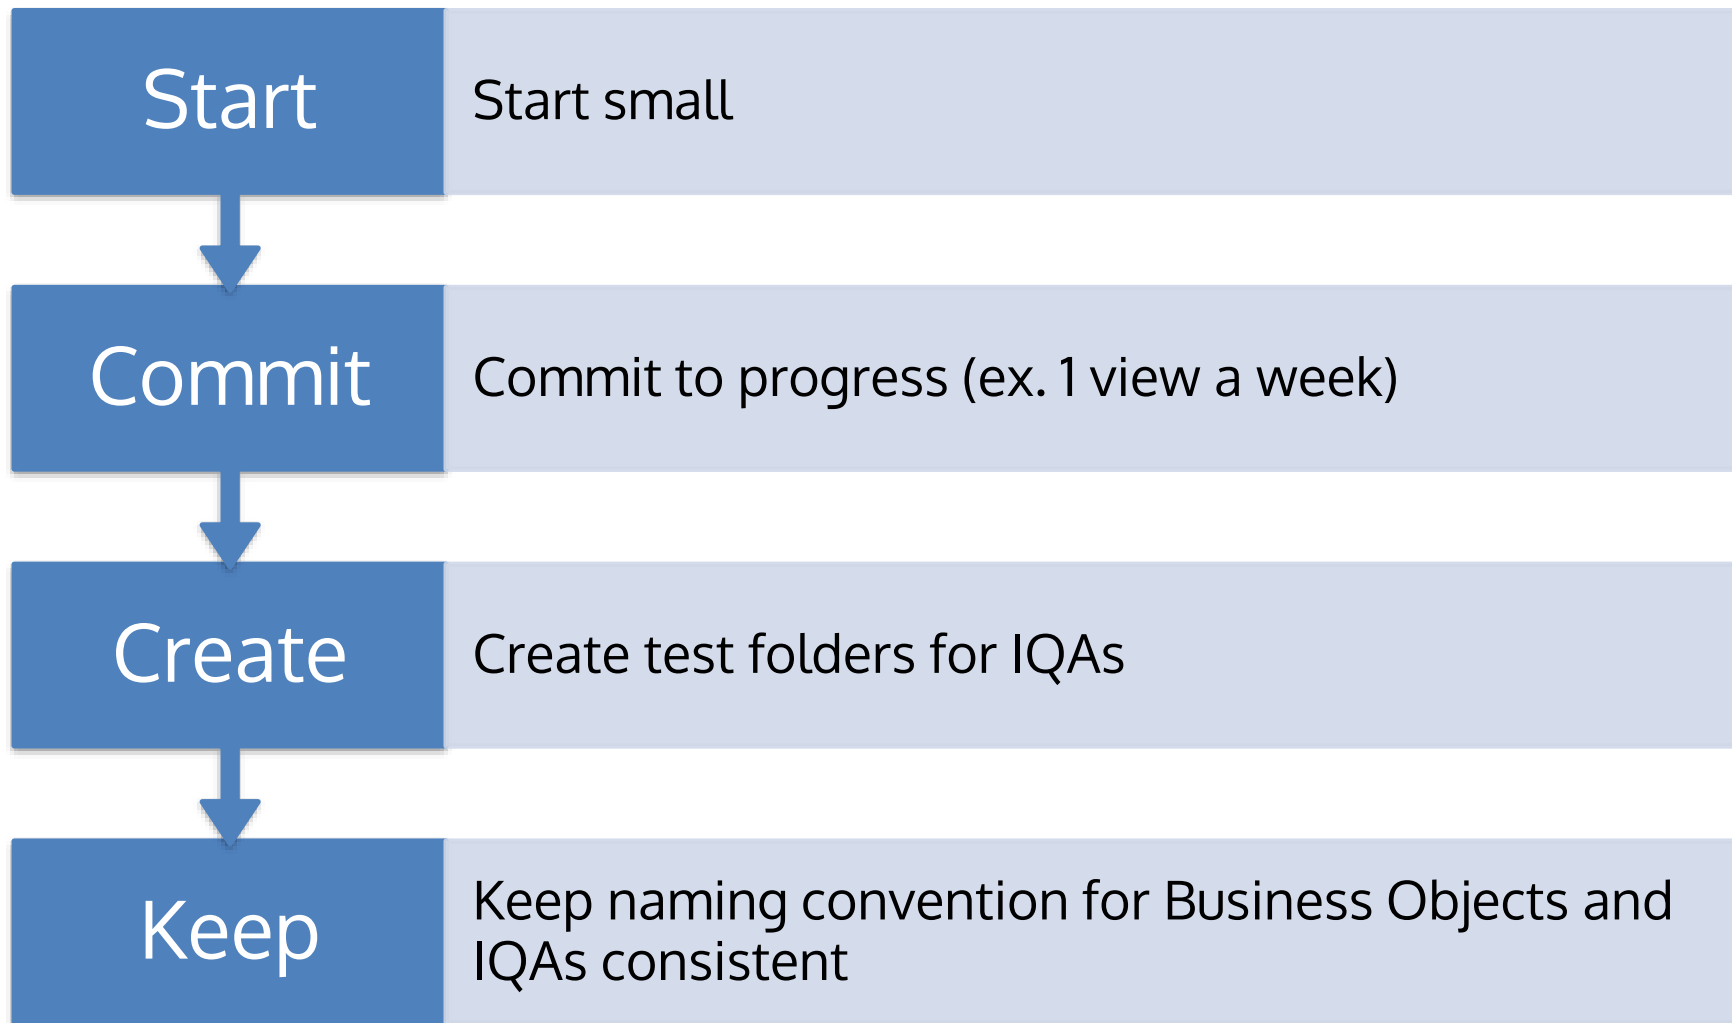 Start
Start small
Commit
Commit to progress (ex. 1 view a week)
Create
Create test folders for IQAs
Keep
Keep naming convention for Business Objects and
IQAs consistent